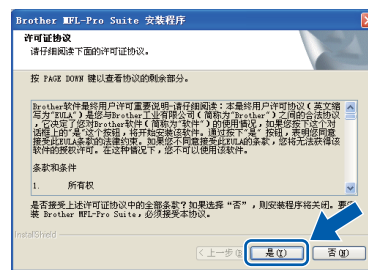 Brother MFL-Pro Suite 安装程序
许可证协议
请仔细阅读下面的许可证协议。
按 PAGE DOWN 键以查看协议的剩余部分。
Brother软件最终用户许可重要说明-请仔细阅读：本最终用户许可协议（英文缩
写为"EULA"）是您与Brother工业有限公司（简称为"Brother"）之间的合法协议
，它决定了您对Brother软件（简称为"软件"）的使用情况，如果您按下这个对
话框上的"是"这个按钮，将开始安装该软件。通过按下"是" 按钮，表明您同意
接受此EULA条款的法律约束。如果您不同意接受此EULA的条款，您将无法获得该
软件的授权许可。在这种情况下，您不可以使用该软件。
条款和条件
1. 所有权
是否接受上述许可证协议中的全部条款？如果选择 “否” ，则安装程序将关闭。要
装 Brother MFL-Pro Suite，必须接受本协议。
InstallShield
< 上一步(B) 是(Y) 否(N)